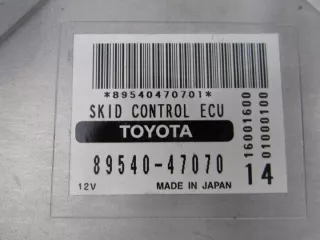 *89540470701*
SKID CONTROL ECU
TOYOTA
89540-47070
12V MADE IN JAPAN 14
16001600
01000100